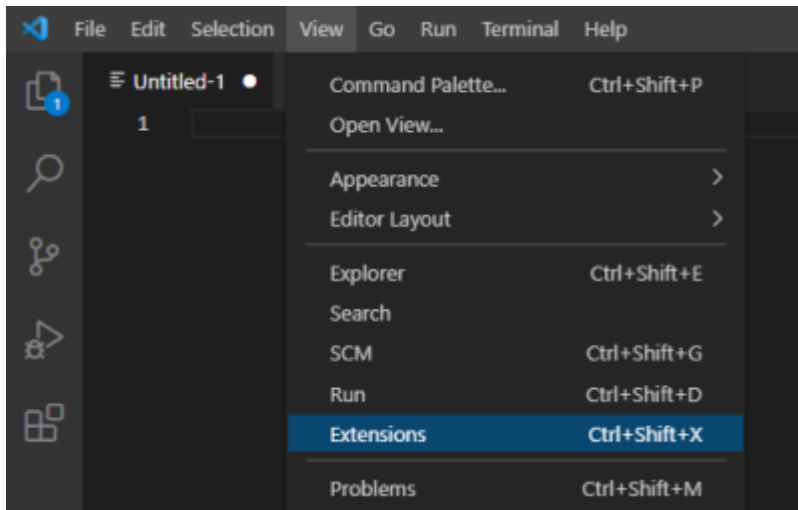 File Edit Selection View Go Run Terminal Help
Untitled-1
1
1
Command Palette... Ctrl+Shift+P
Open View...
Appearance
Editor Layout
Explorer Ctrl+Shift+E
Search
SCM Ctrl+Shift+G
Run Ctrl+Shift+D
Extensions Ctrl+Shift+X
Problems Ctrl+Shift+M